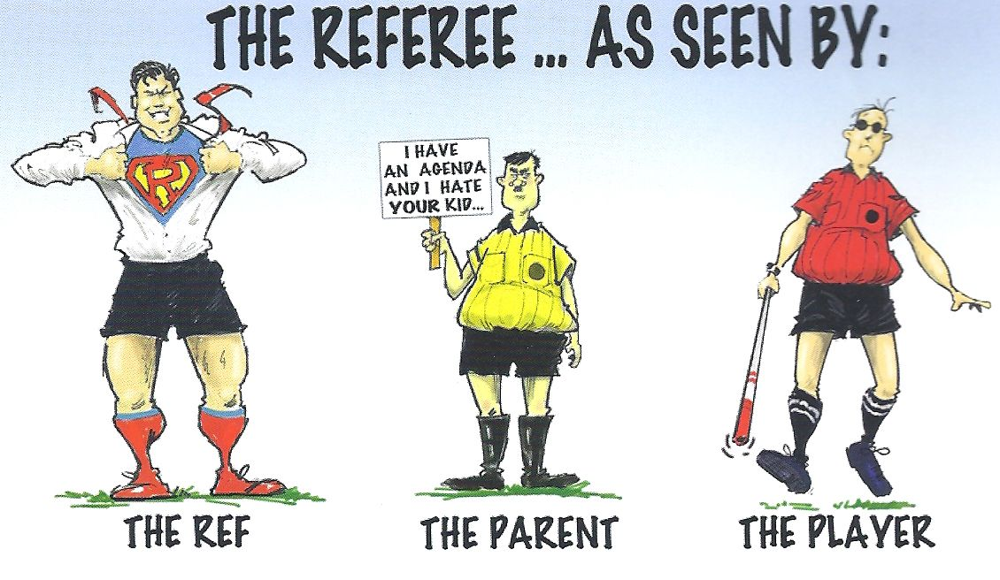 THE REFEREE ... AS SEEN BY:
I HAVE
AN AGENDA
AND I HATE
YOUR KID...
R
THE REF
THE PARENT
THE PLAYER